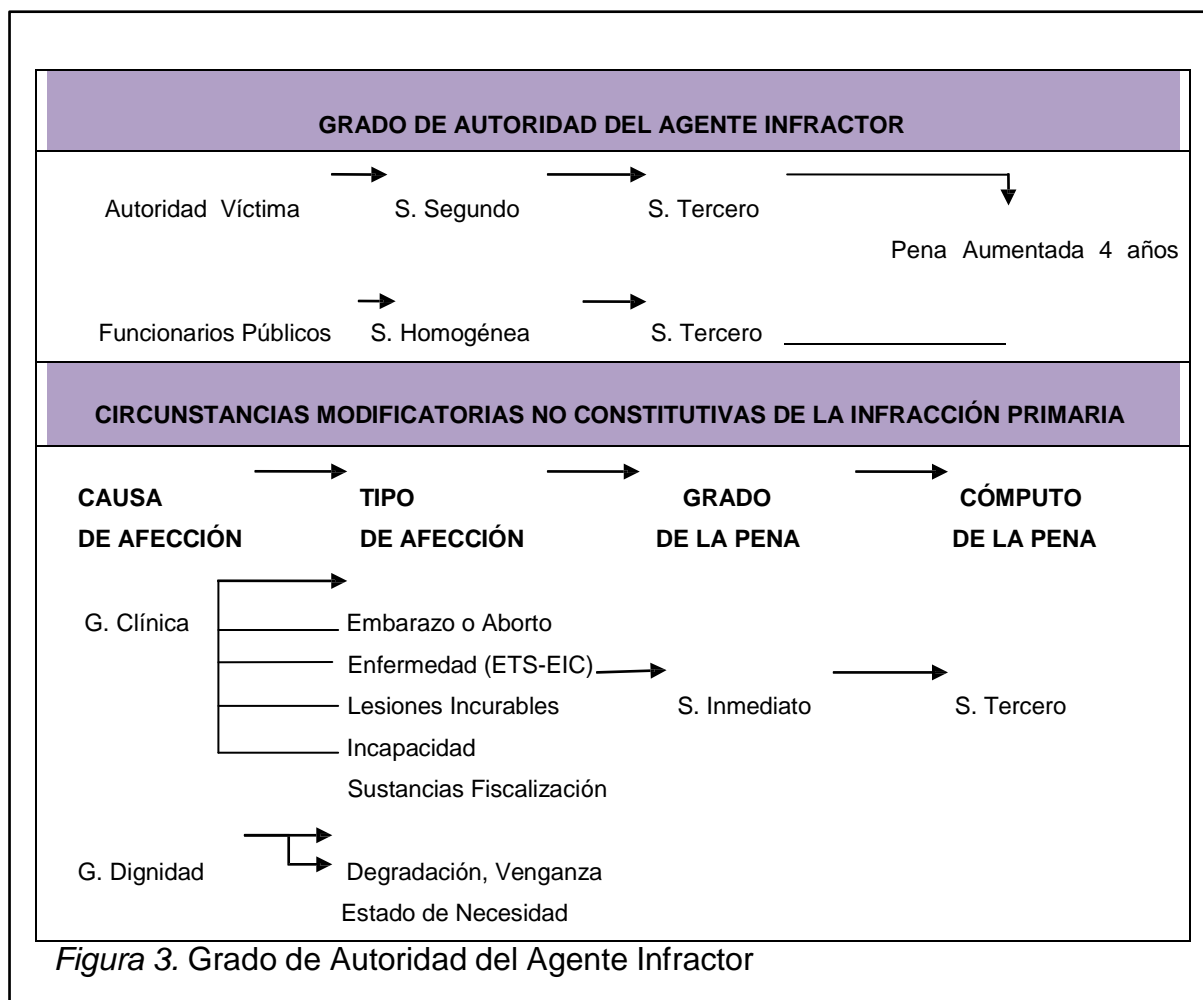 GRADO DE AUTORIDAD DEL AGENTE INFRACTOR
Autoridad Víctima S. Segundo S. Tercero
Pena Aumentada 4 años
Funcionarios Públicos S. Homogénea S. Tercero
CIRCUNSTANCIAS MODIFICATORIAS NO CONSTITUTIVAS DE LA INFRACCIÓN PRIMARIA
CAUSA TIPO GRADO CÓMPUTO
DE AFECCIÓN DE AFECCIÓN DE LA PENA DE LA PENA
G. Clínica Embarazo o Aborto
Enfermedad (ETS-EIC)
Lesiones Incurables S. Inmediato S. Tercero
Incapacidad
Sustancias Fiscalización
G. Dignidad Degradación, Venganza
Estado de Necesidad
Figura 3. Grado de Autoridad del Agente Infractor